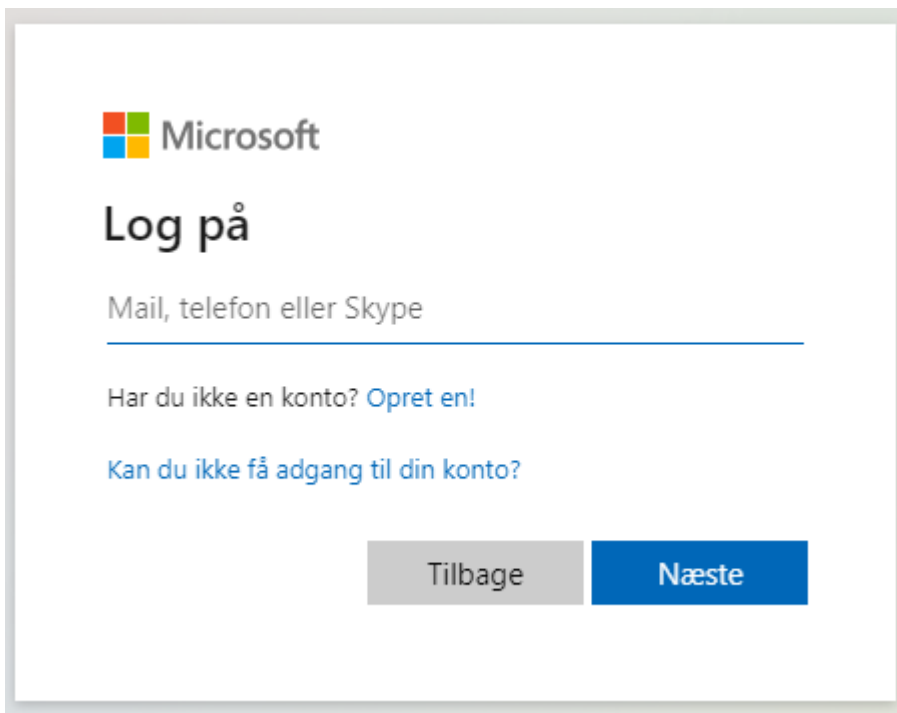 Microsoft
Log på
Mail, telefon eller Skype
Har du ikke en konto? Opret en!
Kan du ikke få adgang til din konto?
Tilbage Næste